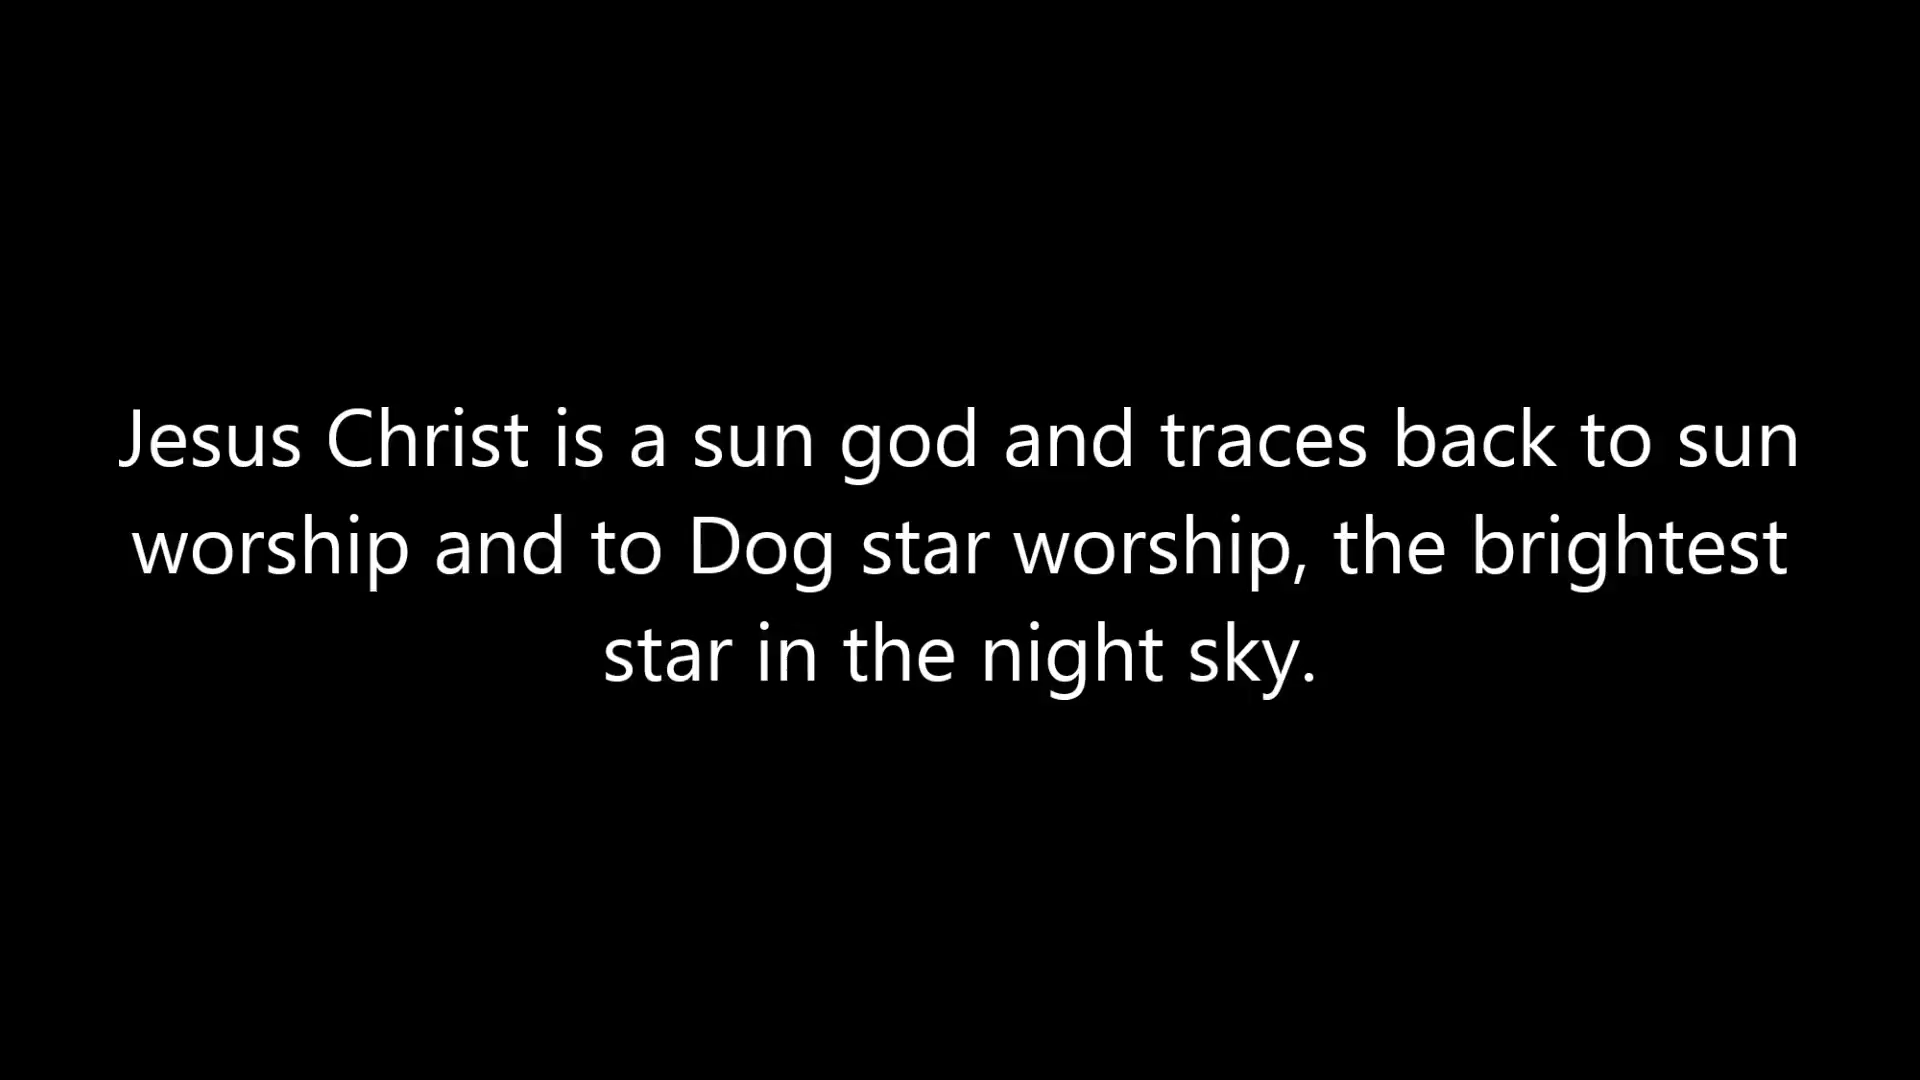 Jesus Christ is a sun god and traces back to sun
worship and to Dog star worship, the brightest
star in the night sky.